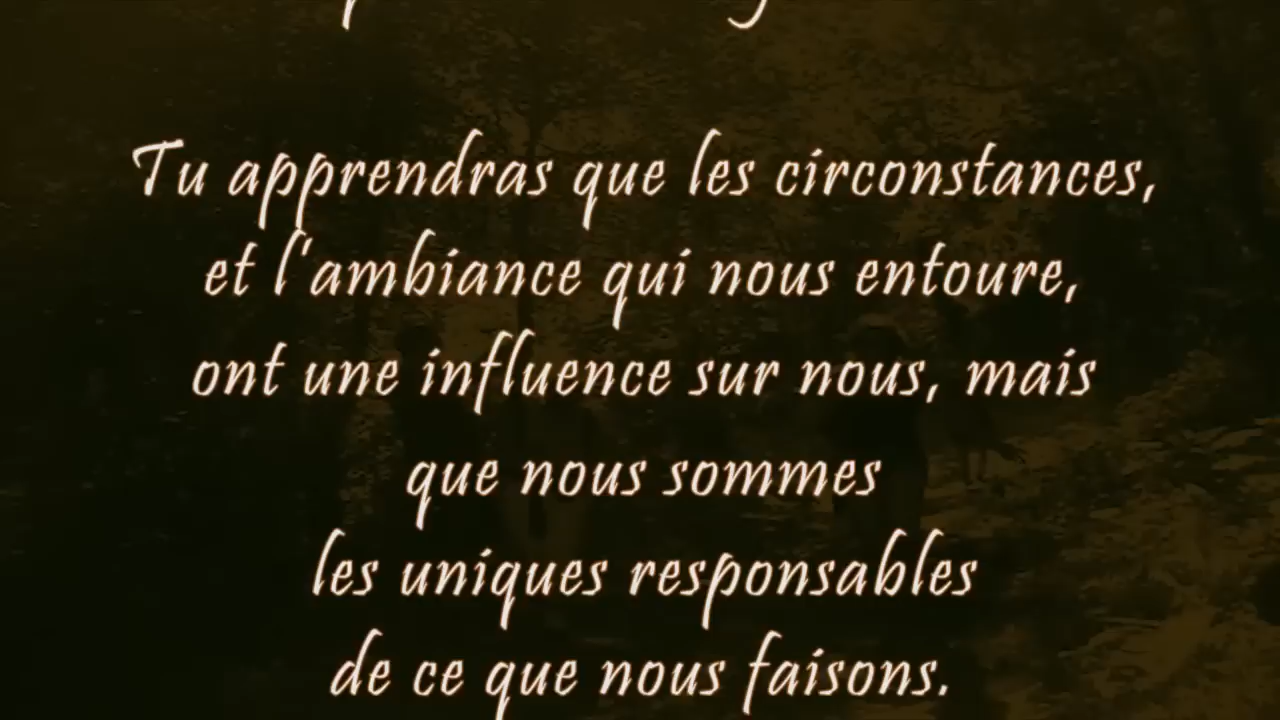 Tu apprendras que les circonstances,
et l'ambiance qui nous entoure,
ont une influence sur nous, mais
que nous sommes
les uniques responsables
de ce que nous faisons.